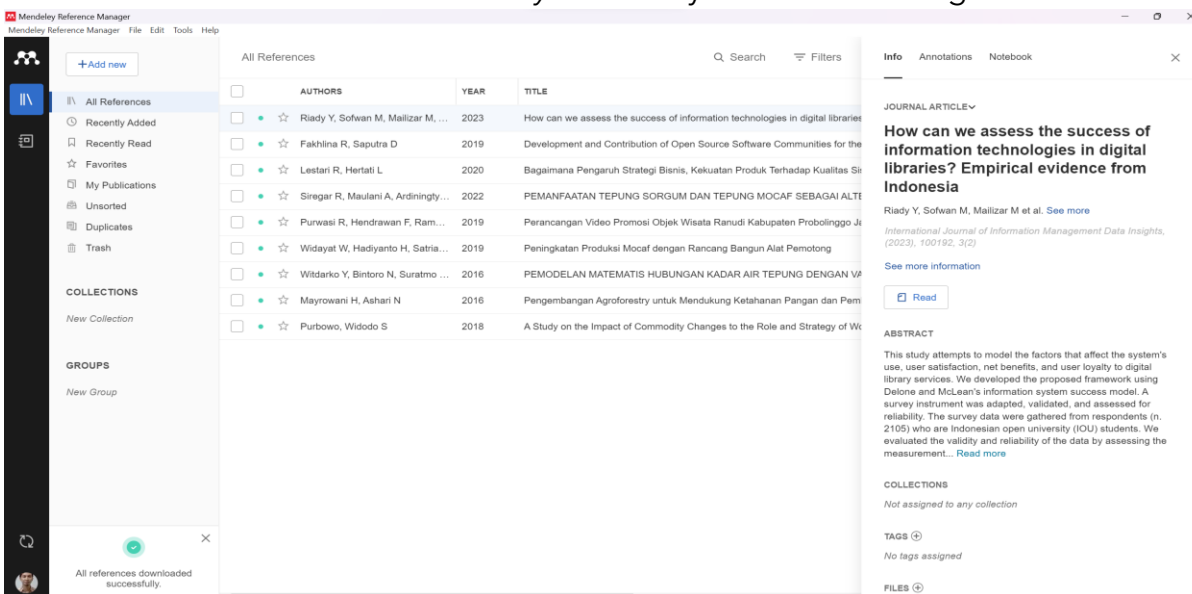 Mendeley Reference Manager
Mendeley Reference Manager File Edit Tools Help
+Add new
All References
Recently Added
Recently Read
Favorites
My Publications
Unsorted
Duplicates
Trash
COLLECTIONS
New Collection
GROUPS
New Group
All references downloaded
successfully.
All References
Search
Filters
AUTHORS YEAR TITLE
Riady Y, Sofwan M, Mailizar M, ... 2023 How can we assess the success of information technologies in digital libraries
Fakhlina R, Saputra D 2019 Development and Contribution of Open Source Software Communities for the
Lestari R, Hertati L 2020 Bagaimana Pengaruh Strategi Bisnis, Kekuatan Produk Terhadap Kualitas Si
Siregar R, Maulani A, Ardiningty... 2022 PEMANFAATAN TEPUNG SORGUM DAN TEPUNG MOCAF SEBAGAI ALTE
Purwasi R, Hendrawan F, Ram... 2019 Perancangan Video Promosi Objek Wisata Ranudi Kabupaten Probolinggo Ja
Widayat W, Hadiyanto H, Satria... 2019 Peningkatan Produksi Mocaf dengan Rancang Bangun Alat Pemotong
Witdarko Y, Bintoro N, Suratmo ... 2016 PEMODELAN MATEMATIS HUBUNGAN KADAR AIR TEPUNG DENGAN VA
Mayrowani H, Ashari N 2016 Pengembangan Agroforestry untuk Mendukung Ketahanan Pangan dan Pem
Purbowo, Widodo S 2018 A Study on the Impact of Commodity Changes to the Role and Strategy of Wo
Info Annotations Notebook
JOURNAL ARTICLE
How can we assess the success of
information technologies in digital
libraries? Empirical evidence from
Indonesia
Riady Y, Sofwan M, Mailizar M et al. See more
International Journal of Information Management Data Insights,
(2023), 100192, 3(2)
See more information
Read
ABSTRACT
This study attempts to model the factors that affect the system's
use, user satisfaction, net benefits, and user loyalty to digital
library services. We developed the proposed framework using
Delone and McLean's information system success model. A
survey instrument was adapted, validated, and assessed for
reliability. The survey data were gathered from respondents (n.
2105) who are Indonesian open university (IOU) students. We
evaluated the validity and reliability of the data by assessing the
measurement... Read more
COLLECTIONS
Not assigned to any collection
TAGS
No tags assigned
FILES